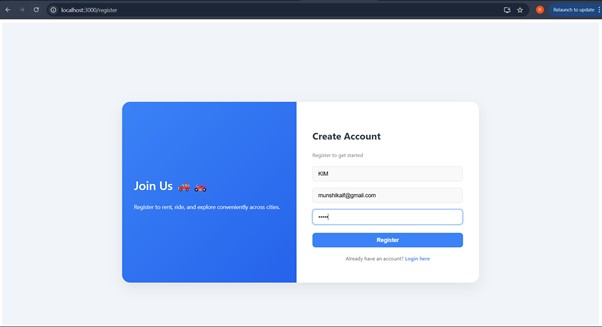 localhost:3000/register
K
Relaunch to update
Join Us
Register to rent, ride, and explore conveniently across cities.
Create Account
Register to get started
KIM
munshikaif@gmail.com
•••••
Register
Already have an account? Login here